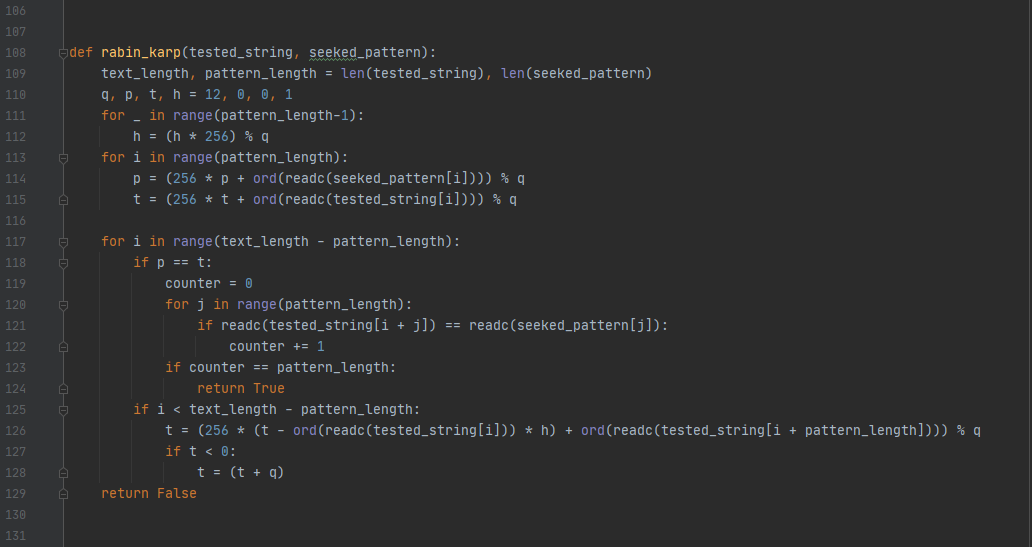 106
107
108 def rabin_karp(tested_string, seeked_pattern):
109     text_length, pattern_length = len(tested_string), len(seeked_pattern)
110     q, p, t, h = 12, 0, 0, 1
111     for _ in range(pattern_length-1):
112         h = (h * 256) % q
113     for i in range(pattern_length):
114         p = (256 * p + ord(readc(seeked_pattern[i]))) % q
115         t = (256 * t + ord(readc(tested_string[i]))) % q
116
117     for i in range(text_length - pattern_length):
118         if p == t:
119             counter = 0
120             for j in range(pattern_length):
121                 if readc(tested_string[i + j]) == readc(seeked_pattern[j]):
122                     counter += 1
123             if counter == pattern_length:
124                 return True
125         if i < text_length - pattern_length:
126             t = (256 * (t - ord(readc(tested_string[i])) * h) + ord(readc(tested_string[i + pattern_length]))) % q
127             if t < 0:
128                 t = (t + q)
129     return False
130
131